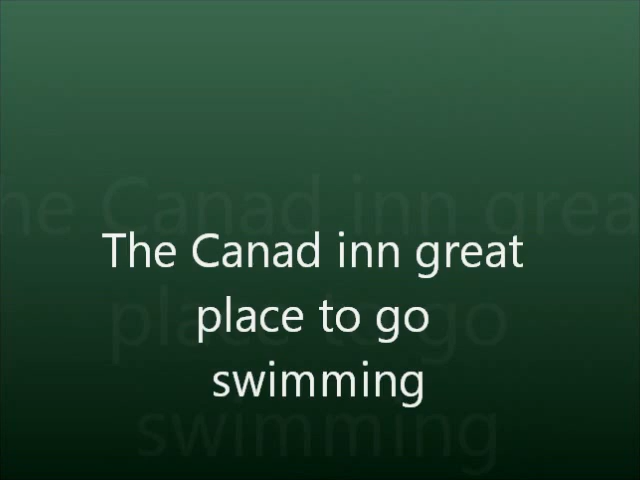 The Canad inn great
place to go
swimming